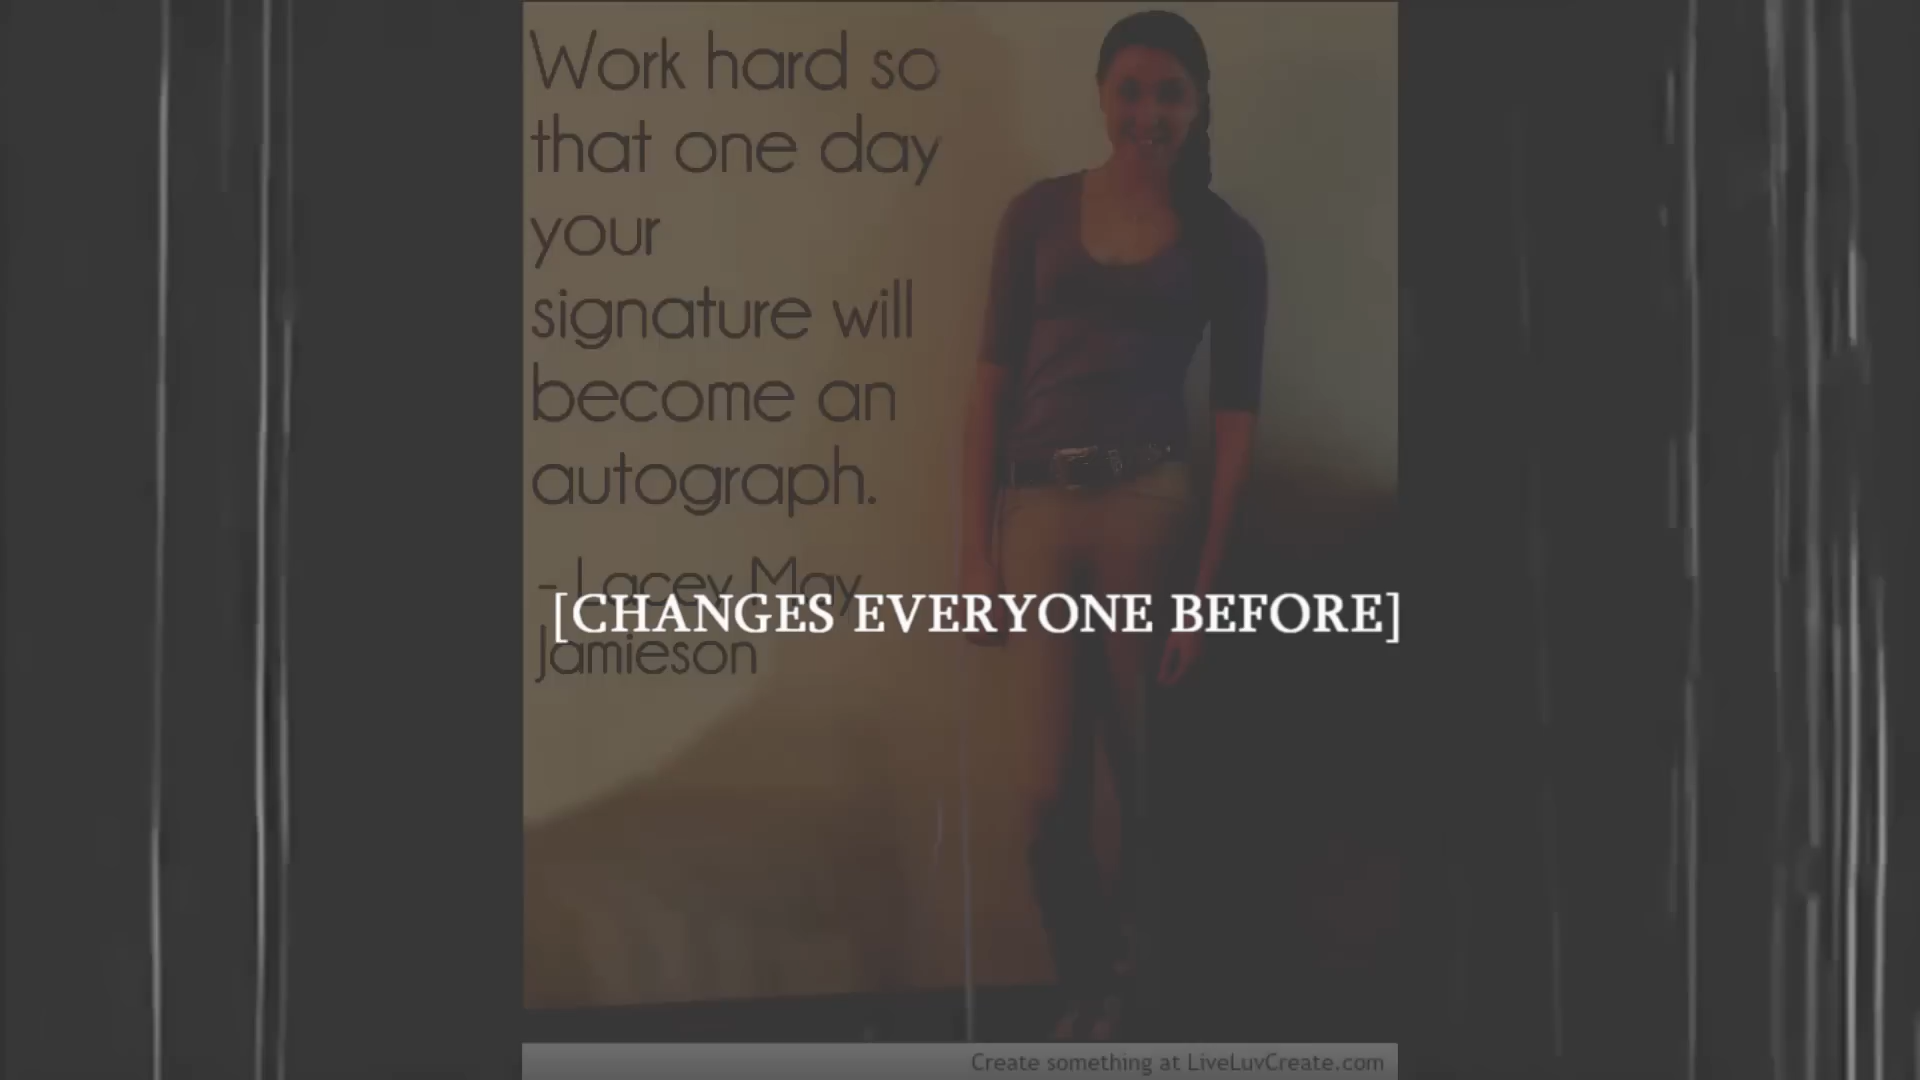 Work hard so
that one day
your
signature will
become an
autograph.
- Lacey May
[CHANGES EVERYONE BEFORE]
Jamieson
Create something at LiveLuvCreate.com